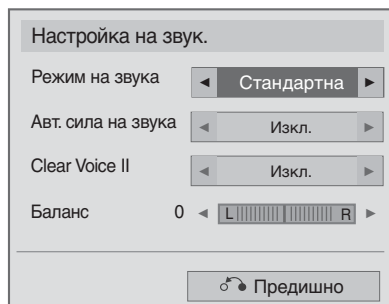 Настройка на звук.
Режим на звука ◄ Стандартна ►
Авт. сила на звука ◄ Изкл. ►
Clear Voice II ◄ Изкл. ►
Баланс 0 ◄ L R ►
Предишно